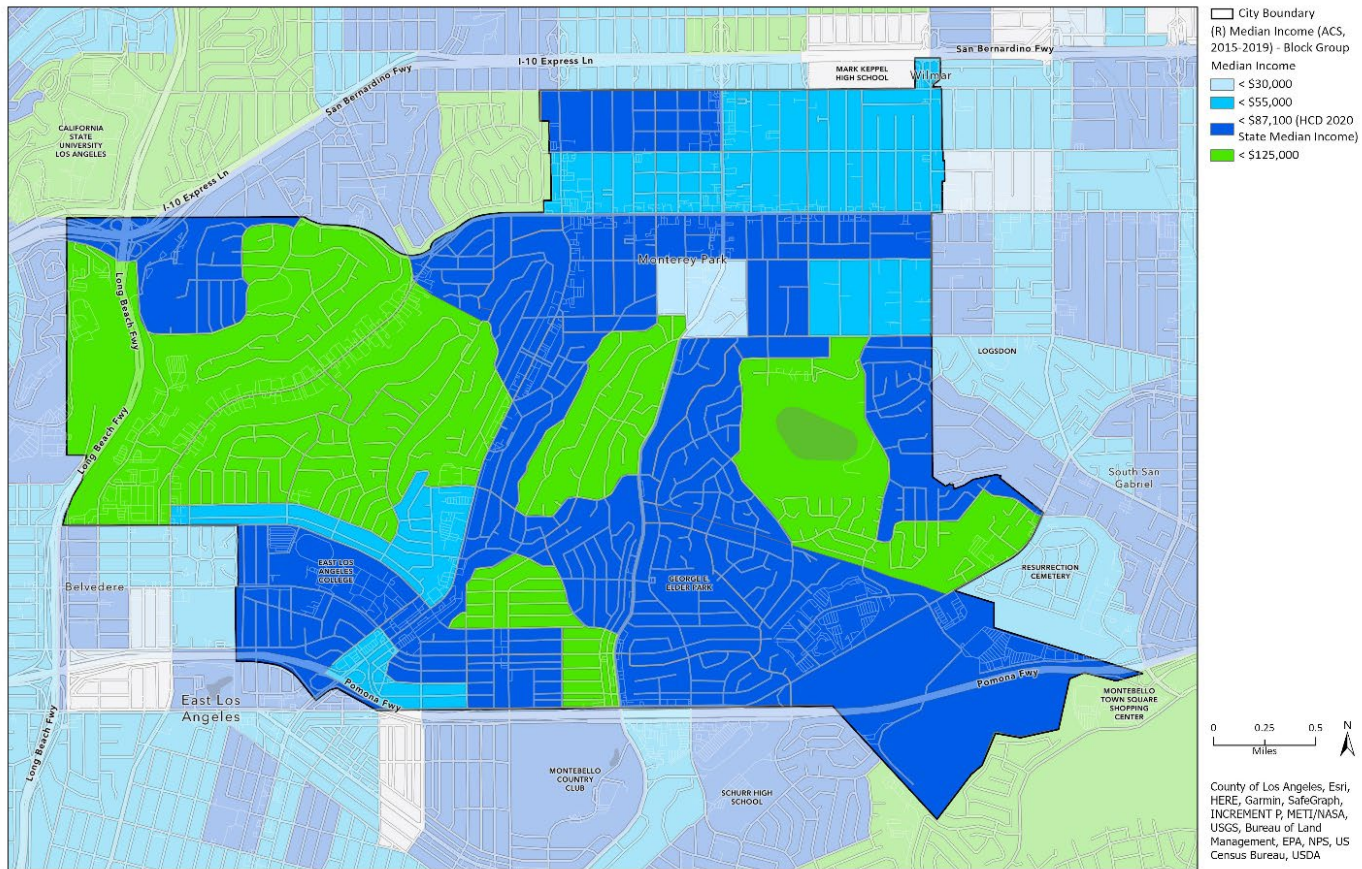 San Bernardino Fwy
I-10 Express Ln
MARK KEPPEL
HIGH SCHOOL
Wilmar
San Bernardino Fwy
CALIFORNIA
STATE
UNIVERSITY
LOS ANGELES
I-10 Express Ln
Long Beach Fwy
Monterey Park
LOGSDON
Long Beach Fwy
South San
Gabriel
EAST LOS
ANGELES
COLLEGE
GEORGE E.
ELDER PARK
RESURRECTION
CEMETERY
Belvedere
East Los
Angeles
Pomona Fwy
Pomona Fwy
MONTEBELLO
TOWN SQUARE
SHOPPING
CENTER
Long Beach Fwy
MONTEBELLO
COUNTRY
CLUB
SCHURR HIGH
SCHOOL
City Boundary
(R) Median Income (ACS,
2015-2019) - Block Group
Median Income
< $30,000
< $55,000
< $87,100 (HCD 2020
State Median Income)
< $125,000
0 0.25 0.5
Miles
N
County of Los Angeles, Esri,
HERE, Garmin, SafeGraph,
INCREMENT P, METI/NASA,
USGS, Bureau of Land
Management, EPA, NPS, US
Census Bureau, USDA